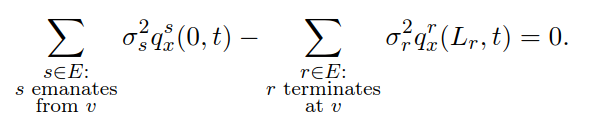 ∑ σ_s^2 q_x^s(0, t) − ∑ σ_r^2 q_x^r(L_r, t) = 0.
s∈E: r∈E:
s emanates r terminates
from v at v